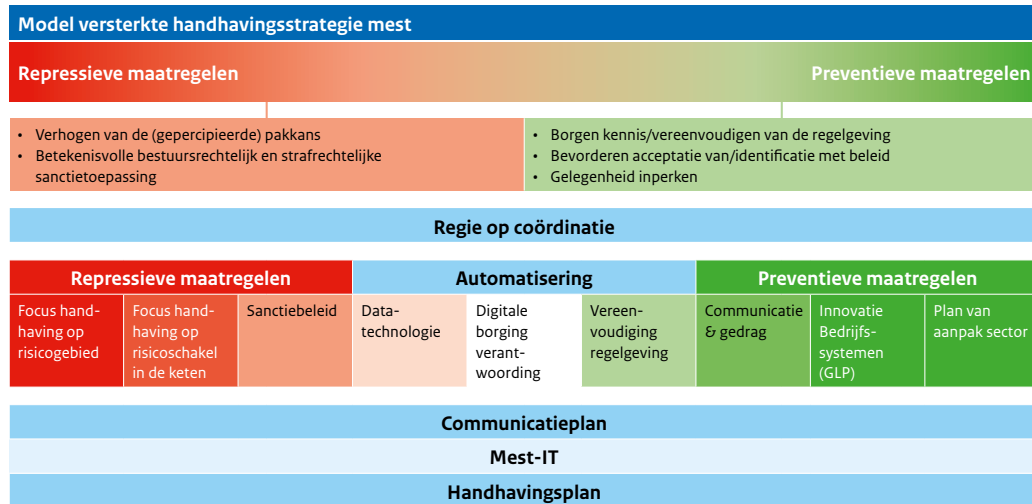 Model versterkte handhavingsstrategie mest
Repressieve maatregelen
Preventieve maatregelen
• Verhogen van de (gepercipieerde) pakkans
• Betekenisvolle bestuursrechtelijk en strafrechtelijke
sanctietoepassing
• Borgen kennis/vereenvoudigen van de regelgeving
• Bevorderen acceptatie van/identificatie met beleid
• Gelegenheid inperken
Regie op coördinatie
Repressieve maatregelen
Automatisering
Preventieve maatregelen
Focus hand-
having op
risicogebied
Focus hand-
having op
risicoschakel
in de keten
Sanctiebeleid
Data-
technologie
Digitale
borging
verant-
woording
Vereen-
voudiging
regelgeving
Communicatie
& gedrag
Innovatie
Bedrijfs-
systemen
(GLP)
Plan van
aanpak sector
Communicatieplan
Mest-IT
Handhavingsplan